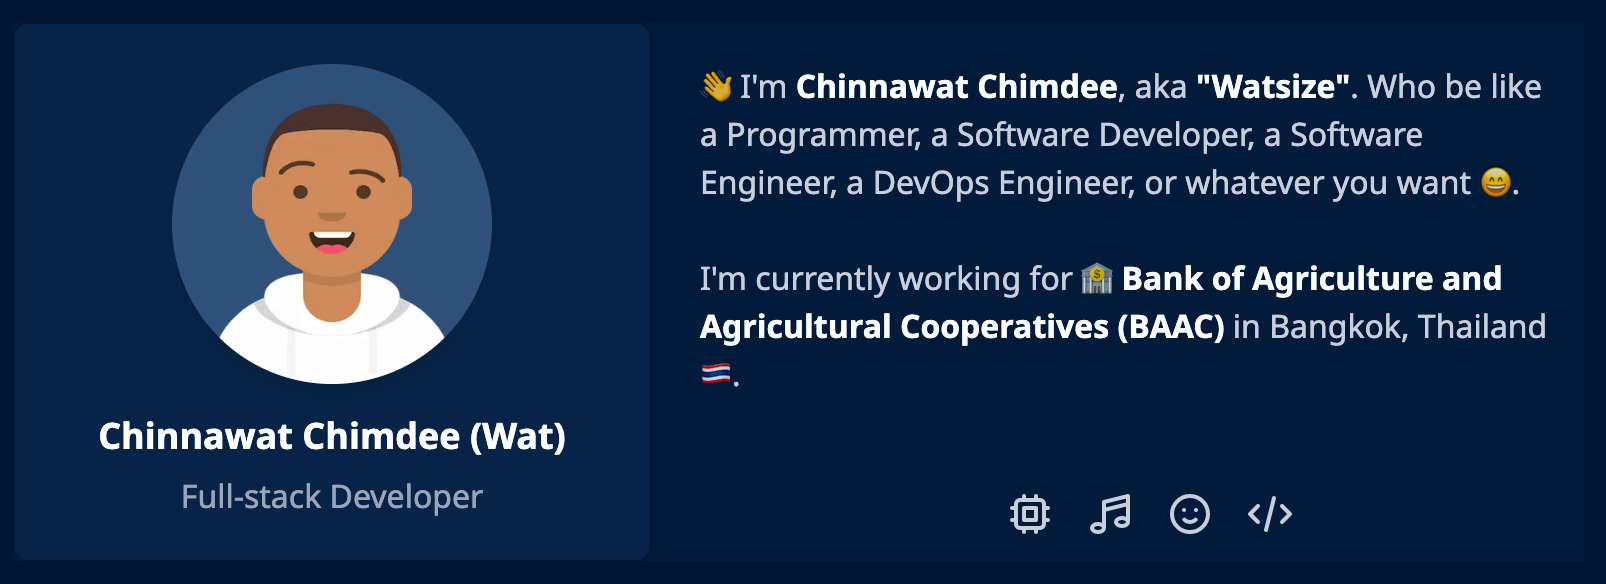 Chinnawat Chimdee (Wat)
Full-stack Developer
👋 I'm Chinnawat Chimdee, aka "Watsize". Who be like
a Programmer, a Software Developer, a Software
Engineer, a DevOps Engineer, or whatever you want 😄.
I'm currently working for 🏦 Bank of Agriculture and
Agricultural Cooperatives (BAAC) in Bangkok, Thailand
🇹🇭.